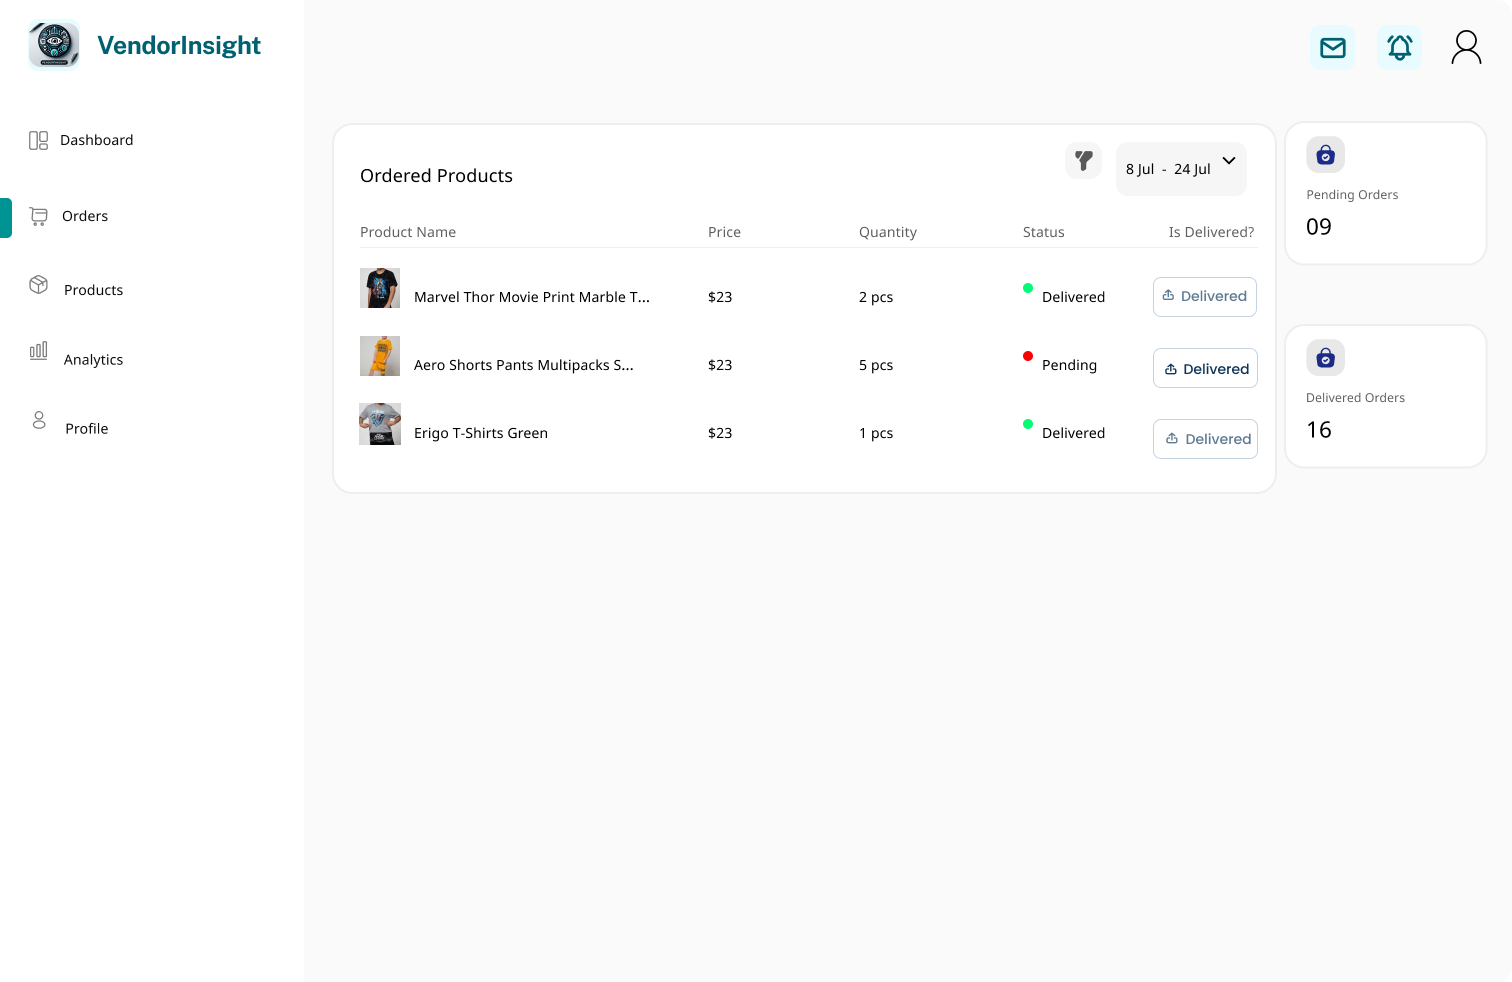 VendorInsight
Dashboard
Orders
Products
Analytics
Profile
Ordered Products
8 Jul - 24 Jul
Product Name Price Quantity Status Is Delivered?
Marvel Thor Movie Print Marble T... $23 2 pcs Delivered Delivered
Aero Shorts Pants Multipacks S... $23 5 pcs Pending Delivered
Erigo T-Shirts Green $23 1 pcs Delivered Delivered
Pending Orders
09
Delivered Orders
16